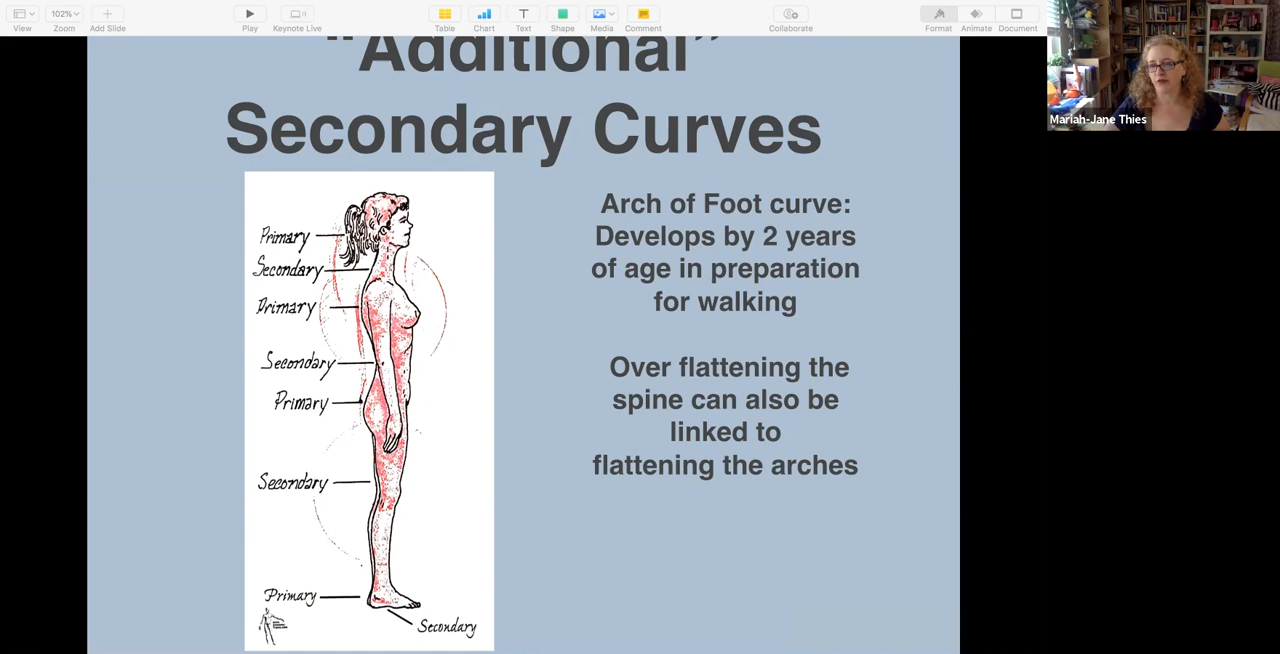 102%
View
Zoom
Add Slide
Play
Keynote Live
Table
Chart
Text
Shape
Media
Comment
Collaborate
Format
Animate
Document
Mariah-Jane Thies
"Additional"
Secondary Curves
Primary
Secondary
Primary
Secondary
Primary
Secondary
Primary
Secondary
Arch of Foot curve:
Develops by 2 years
of age in preparation
for walking
Over flattening the
spine can also be
linked to
flattening the arches